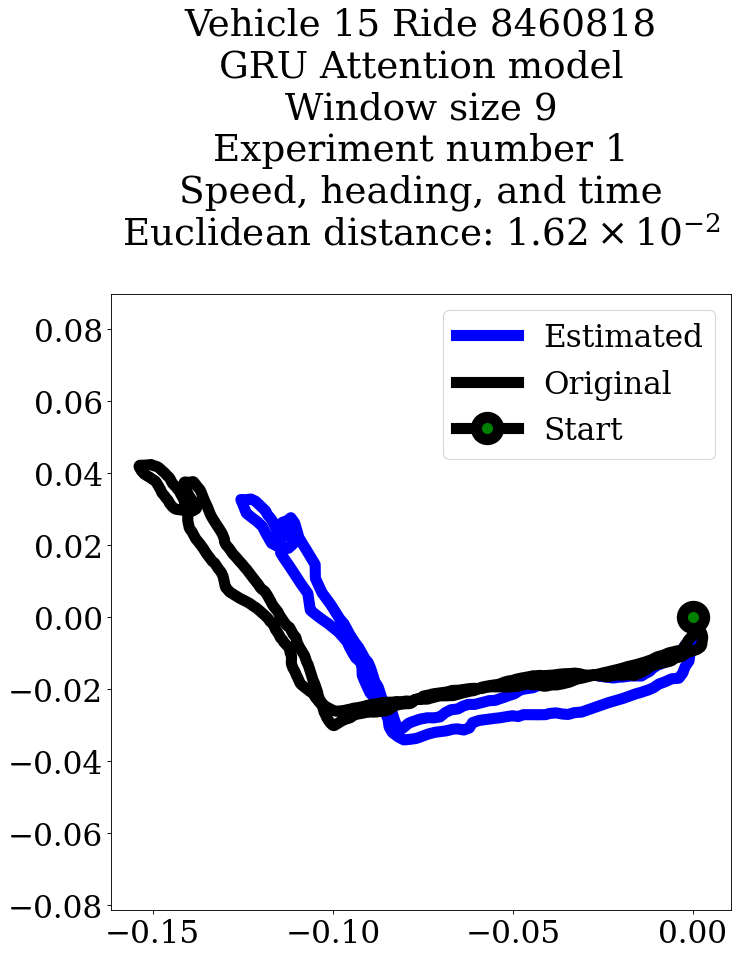 Vehicle 15 Ride 8460818
GRU Attention model
Window size 9
Experiment number 1
Speed, heading, and time
Euclidean distance: 1.62 × 10⁻²
Estimated
Original
Start
0.08
0.06
0.04
0.02
0.00
−0.02
−0.04
−0.06
−0.08
−0.15
−0.10
−0.05
0.00